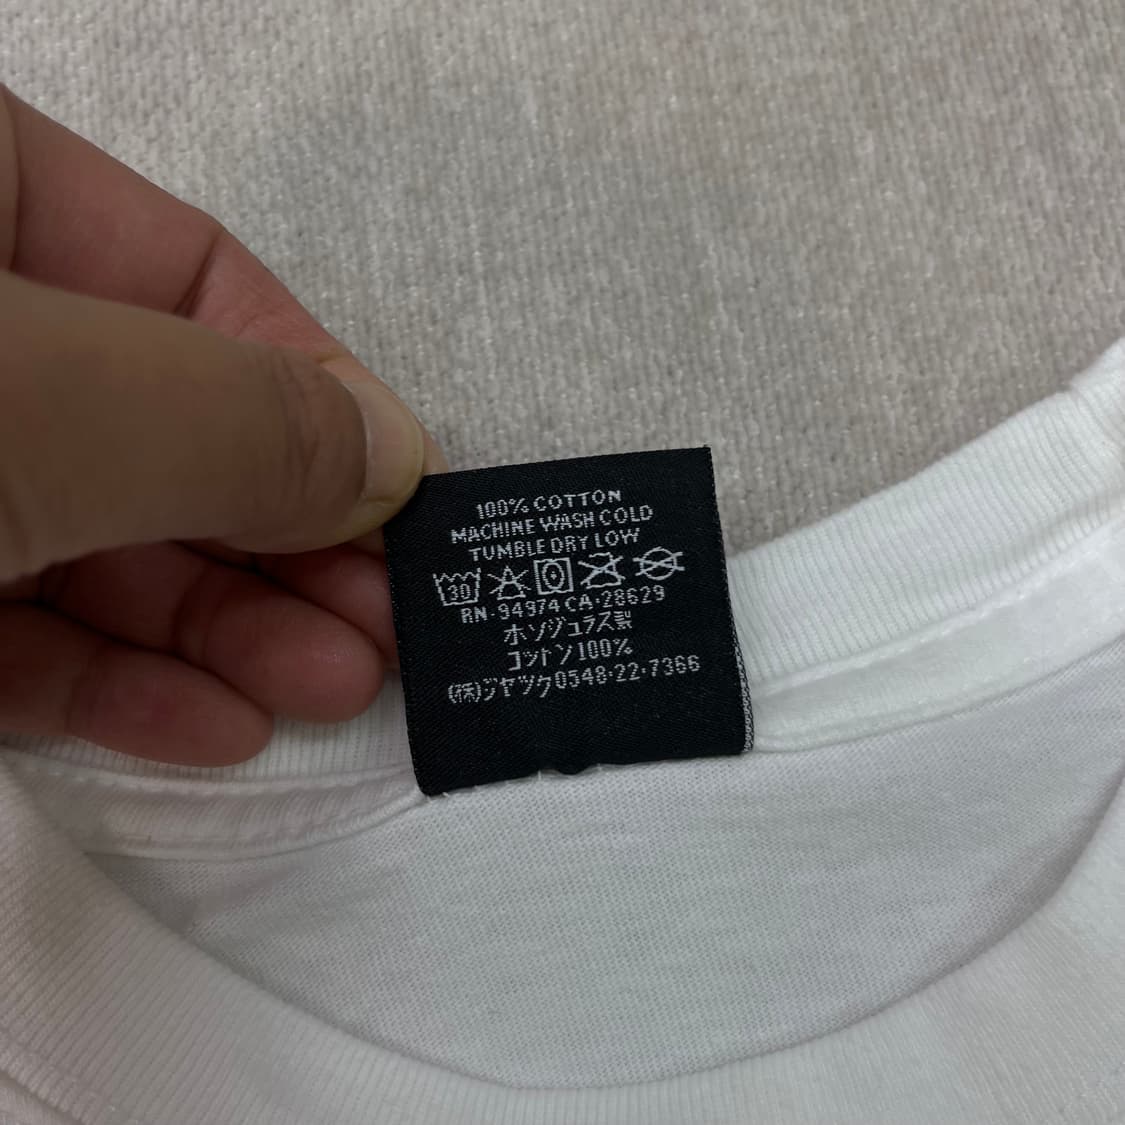 100% COTTON
MACHINE WASH COLD
TUMBLE DRY LOW
30
RN-94974 CA-28629
ホンジュラス製
コットン100%
(株)ジヤツク0548-22-7366